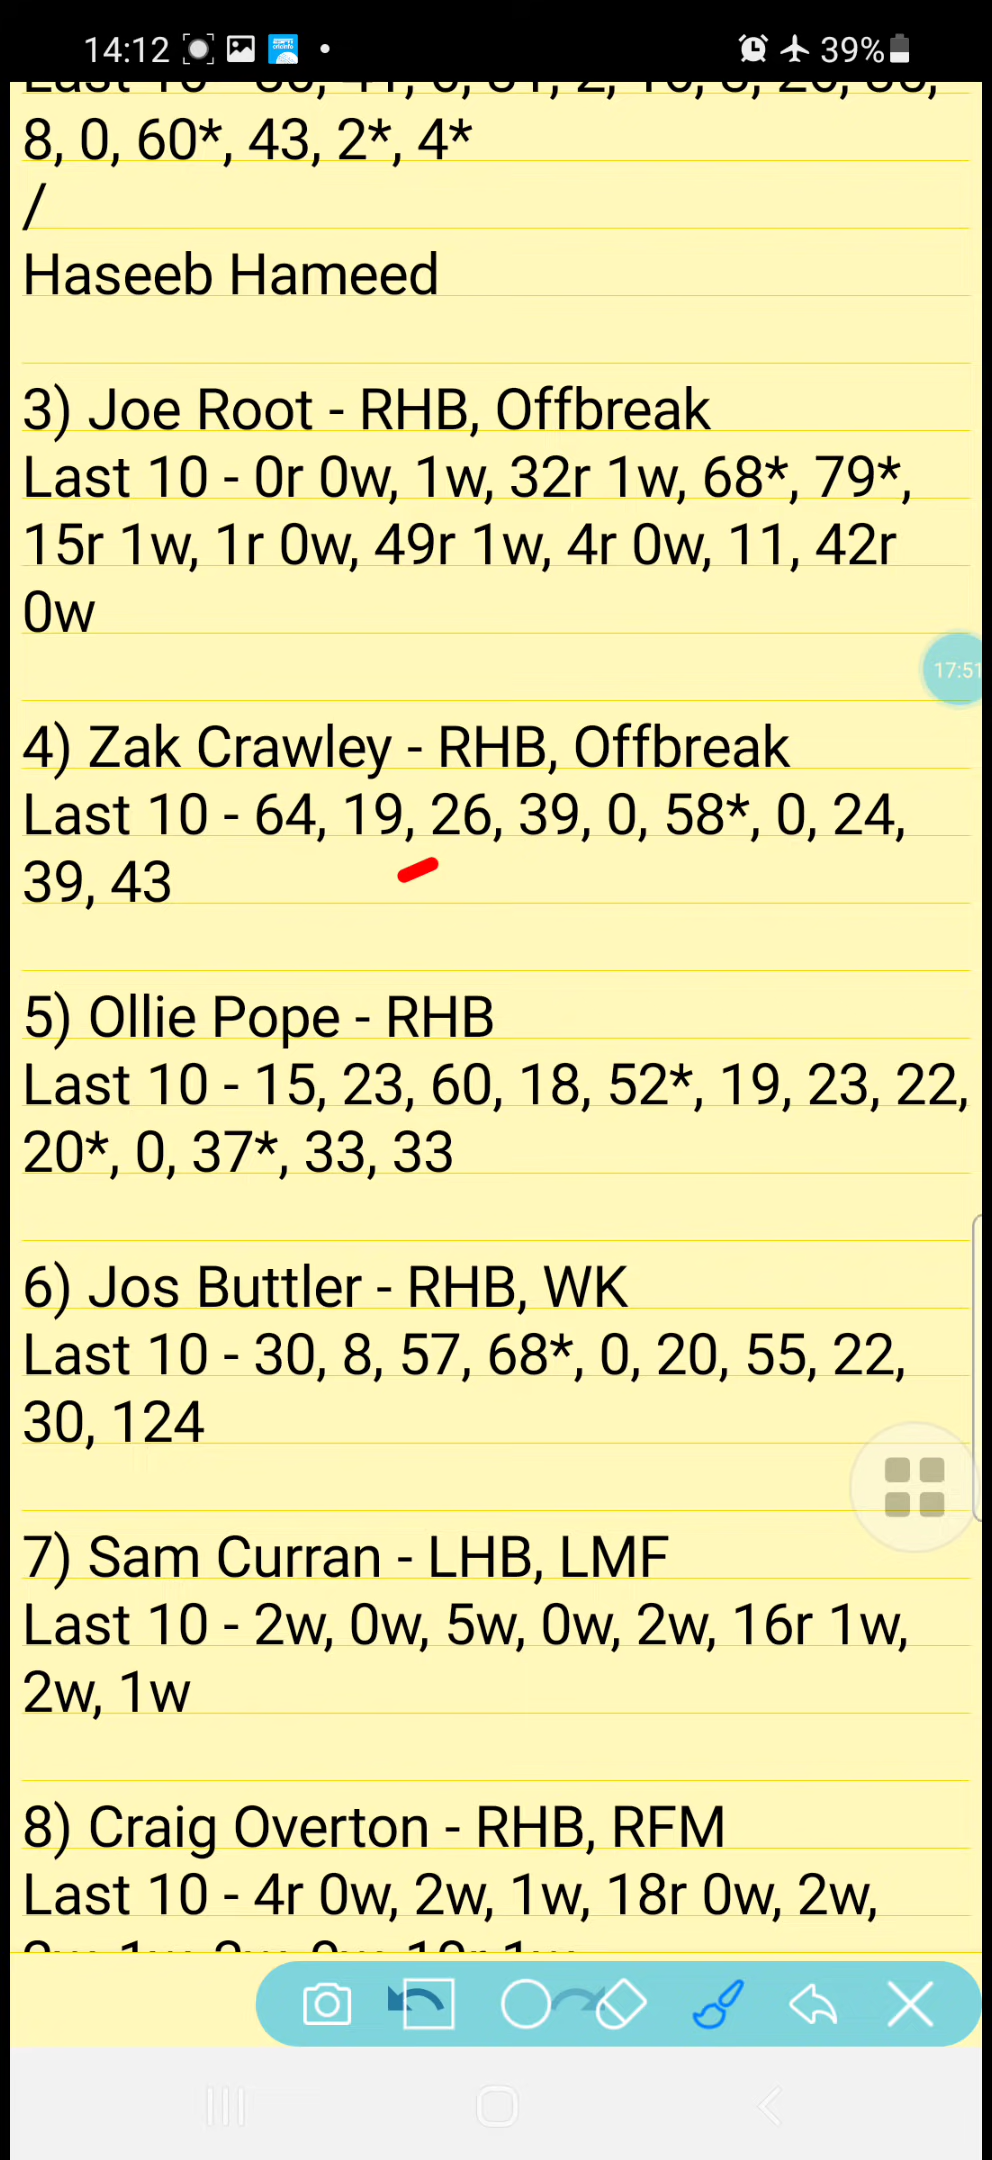 14:12
39%
8, 0, 60*, 43, 2*, 4*
/
Haseeb Hameed
3) Joe Root - RHB, Offbreak
Last 10 - 0r 0w, 1w, 32r 1w, 68*, 79*,
15r 1w, 1r 0w, 49r 1w, 4r 0w, 11, 42r
0w
17:51
4) Zak Crawley - RHB, Offbreak
Last 10 - 64, 19, 26, 39, 0, 58*, 0, 24,
39, 43
5) Ollie Pope - RHB
Last 10 - 15, 23, 60, 18, 52*, 19, 23, 22,
20*, 0, 37*, 33, 33
6) Jos Buttler - RHB, WK
Last 10 - 30, 8, 57, 68*, 0, 20, 55, 22,
30, 124
7) Sam Curran - LHB, LMF
Last 10 - 2w, 0w, 5w, 0w, 2w, 16r 1w,
2w, 1w
8) Craig Overton - RHB, RFM
Last 10 - 4r 0w, 2w, 1w, 18r 0w, 2w,